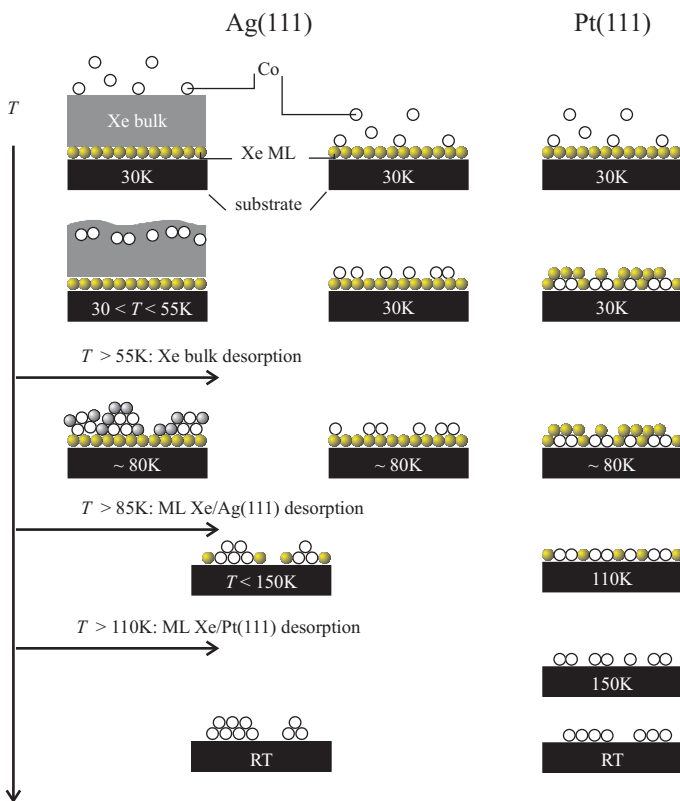 Ag(111)
Pt(111)
Co
T
Xe bulk
Xe ML
30K
30K
30K
substrate
30 < T < 55K
30K
30K
T > 55K: Xe bulk desorption
~ 80K
~ 80K
~ 80K
T > 85K: ML Xe/Ag(111) desorption
T < 150K
110K
T > 110K: ML Xe/Pt(111) desorption
150K
RT
RT